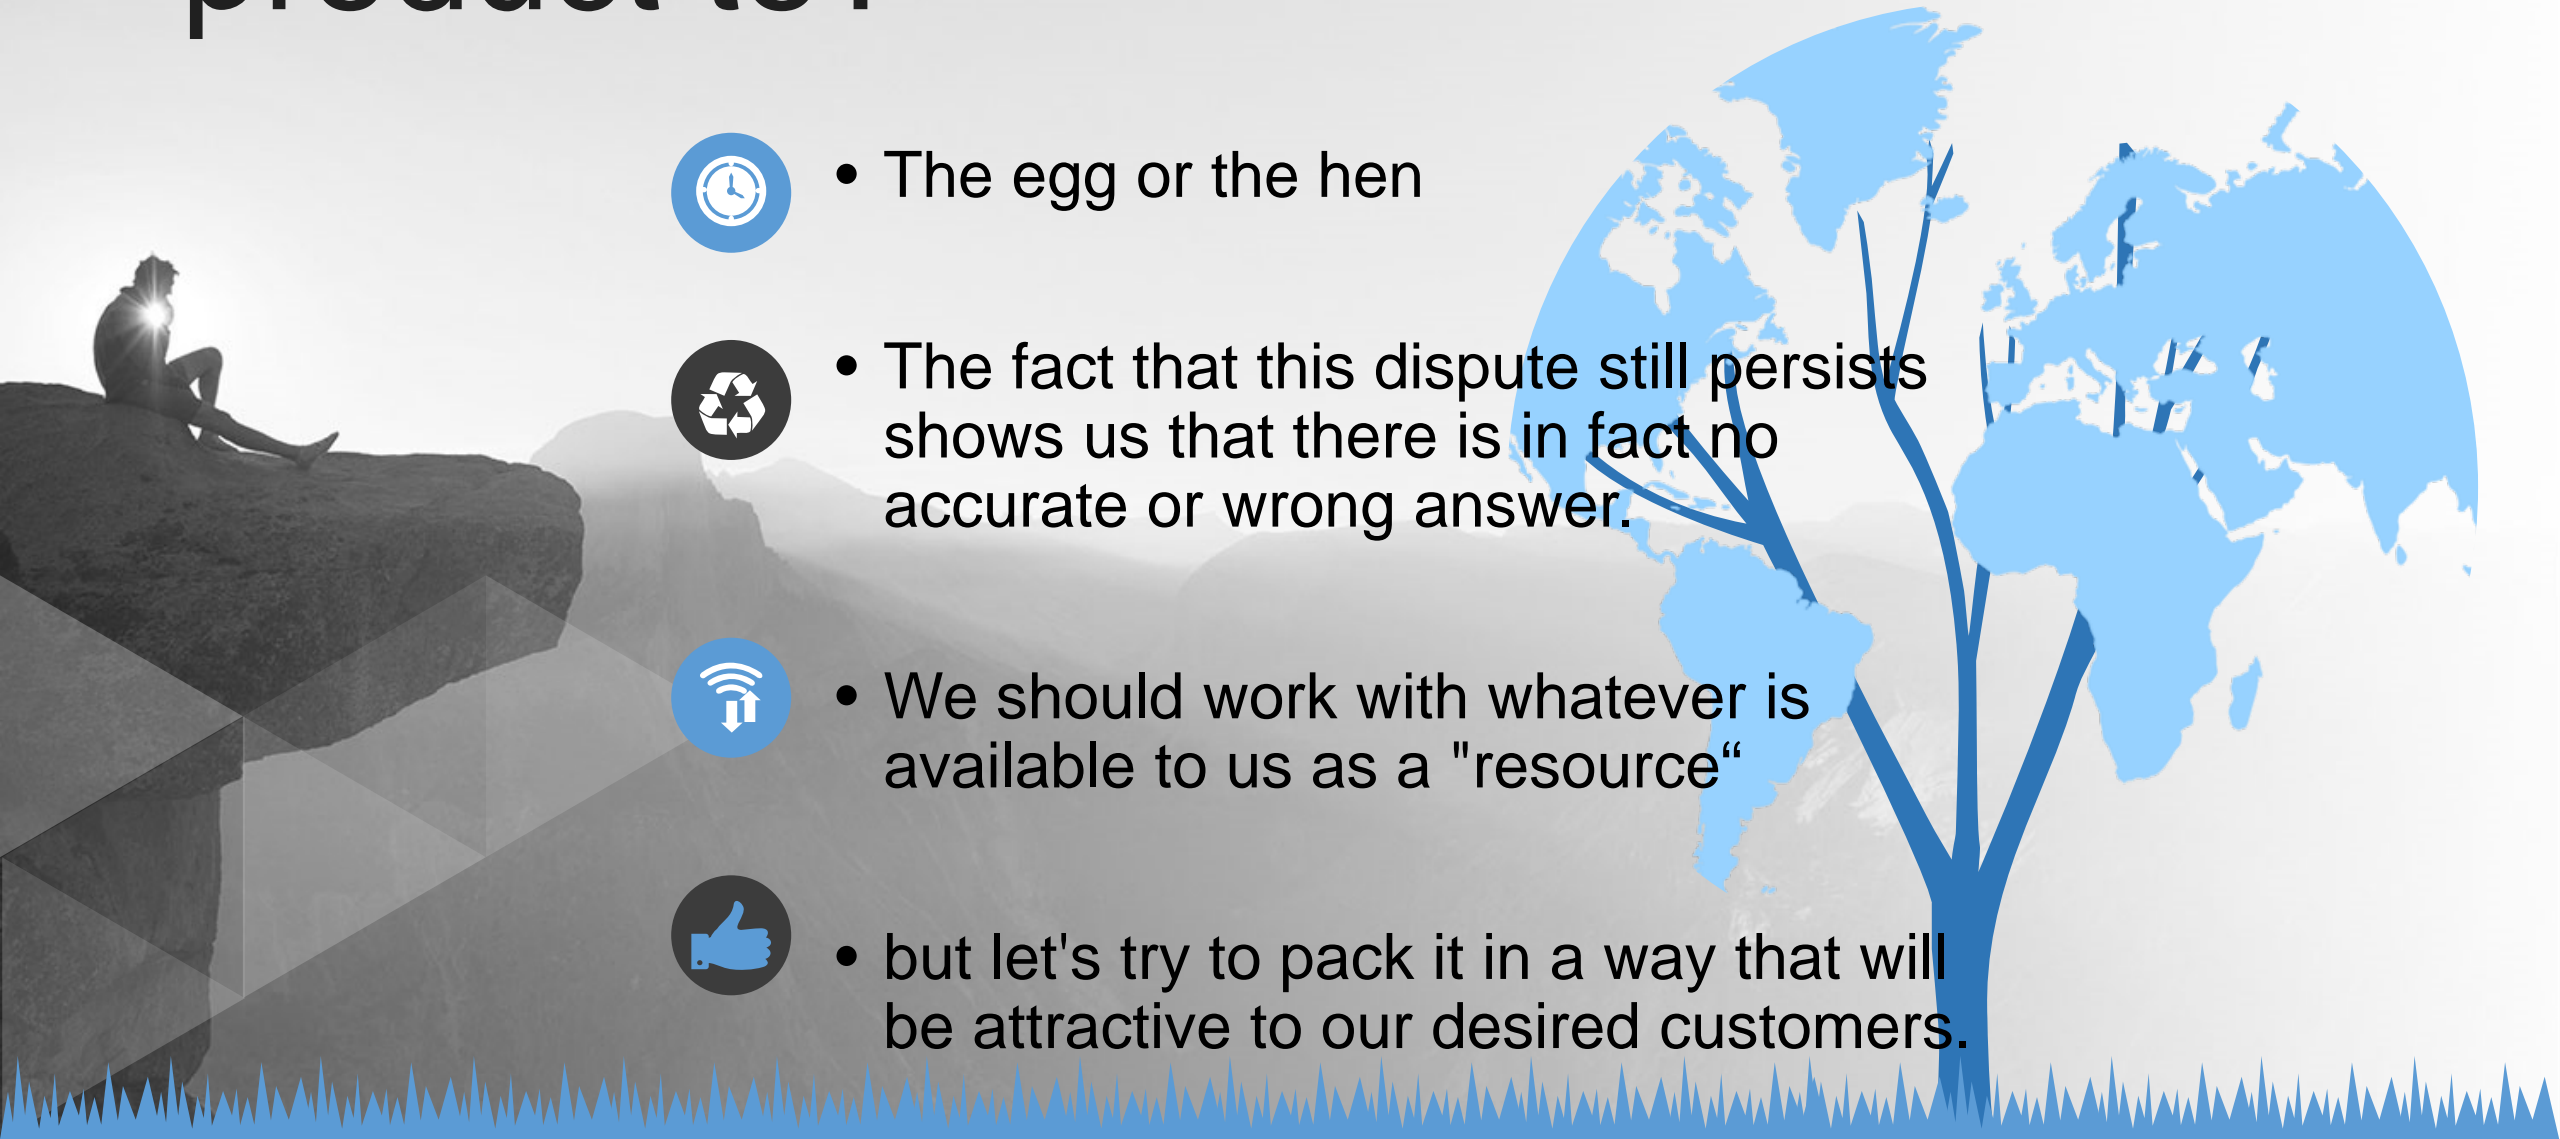 product to?
• The egg or the hen
• The fact that this dispute still persists
shows us that there is in fact no
accurate or wrong answer.
• We should work with whatever is
available to us as a "resource“
• but let's try to pack it in a way that will
be attractive to our desired customers.